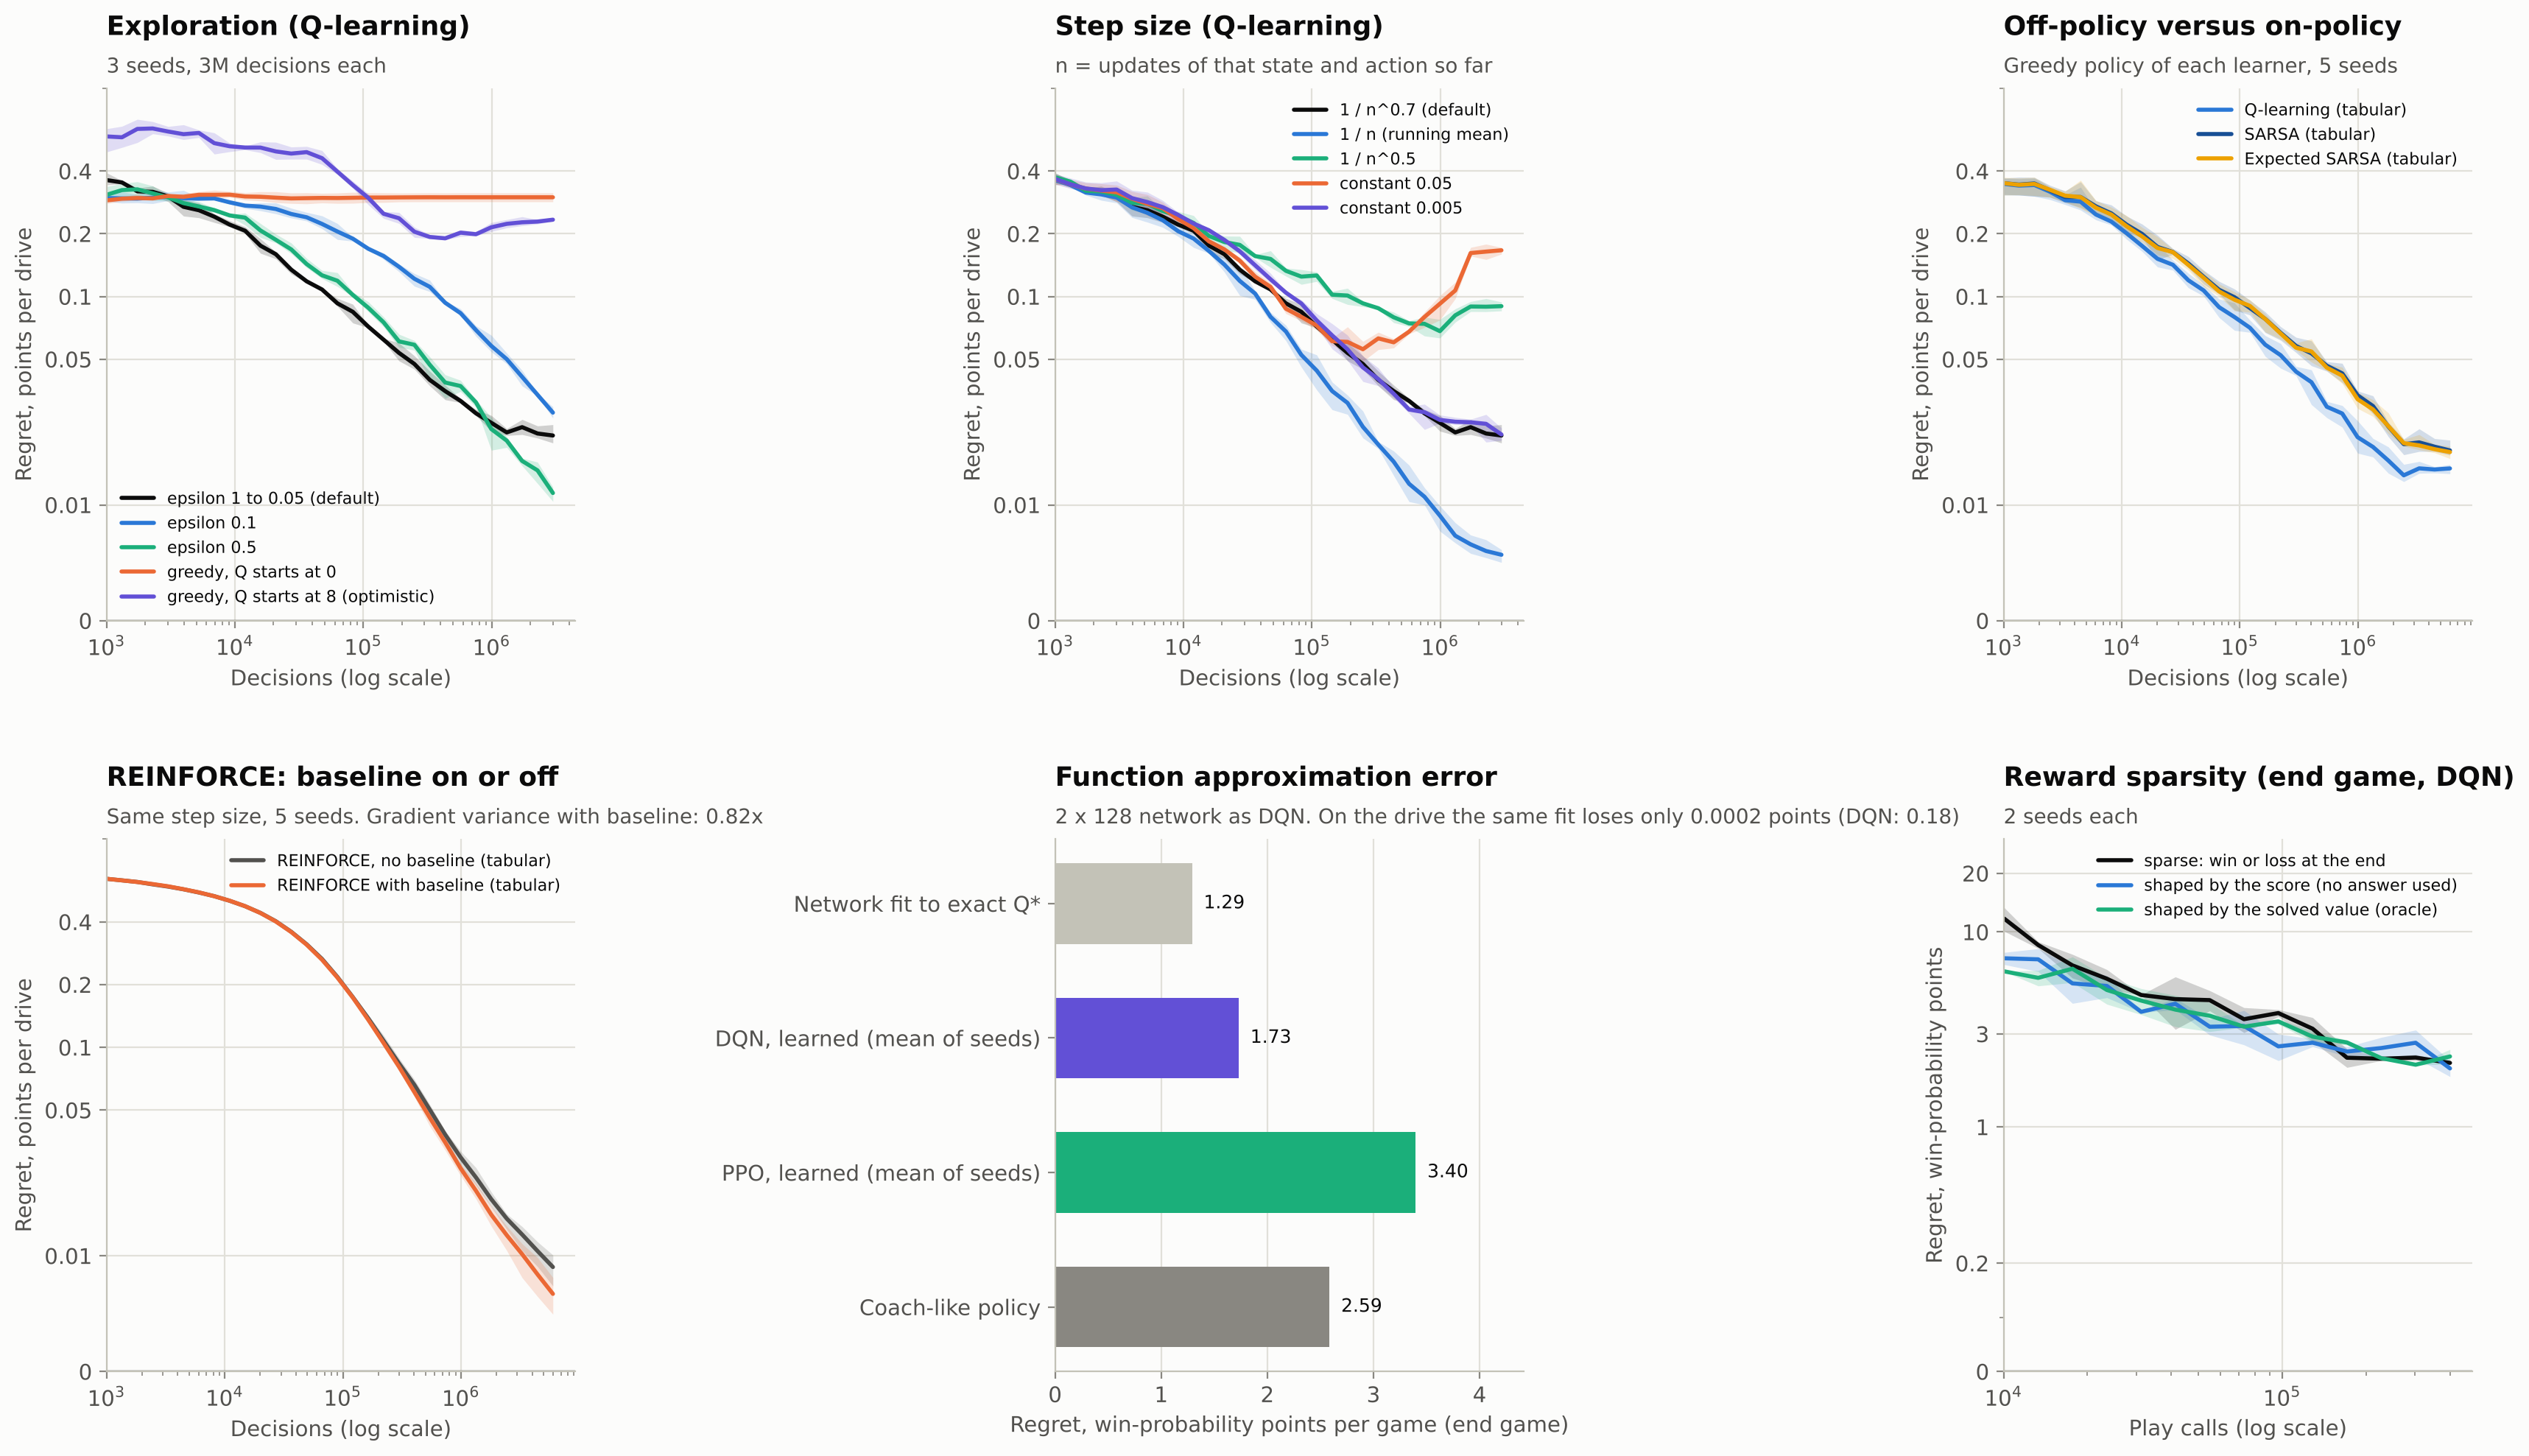 Exploration (Q-learning)
3 seeds, 3M decisions each
Regret, points per drive
0.4
0.2
0.1
0.05
0.01
0
epsilon 1 to 0.05 (default)
epsilon 0.1
epsilon 0.5
greedy, Q starts at 0
greedy, Q starts at 8 (optimistic)
10³ 10⁴ 10⁵ 10⁶
Decisions (log scale)
Step size (Q-learning)
n = updates of that state and action so far
Regret, points per drive
0.4
0.2
0.1
0.05
0.01
0
1 / n^0.7 (default)
1 / n (running mean)
1 / n^0.5
constant 0.05
constant 0.005
10³ 10⁴ 10⁵ 10⁶
Decisions (log scale)
Off-policy versus on-policy
Greedy policy of each learner, 5 seeds
Regret, points per drive
0.4
0.2
0.1
0.05
0.01
0
Q-learning (tabular)
SARSA (tabular)
Expected SARSA (tabular)
10³ 10⁴ 10⁵ 10⁶
Decisions (log scale)
REINFORCE: baseline on or off
Same step size, 5 seeds. Gradient variance with baseline: 0.82x
Regret, points per drive
0.4
0.2
0.1
0.05
0.01
0
REINFORCE, no baseline (tabular)
REINFORCE with baseline (tabular)
10³ 10⁴ 10⁵ 10⁶
Decisions (log scale)
Function approximation error
2 x 128 network as DQN. On the drive the same fit loses only 0.0002 points (DQN: 0.18)
Network fit to exact Q* 1.29
DQN, learned (mean of seeds) 1.73
PPO, learned (mean of seeds) 3.40
Coach-like policy 2.59
0 1 2 3 4
Regret, win-probability points per game (end game)
Reward sparsity (end game, DQN)
2 seeds each
Regret, win-probability points
20
10
3
1
0.2
0
sparse: win or loss at the end
shaped by the score (no answer used)
shaped by the solved value (oracle)
10⁴ 10⁵
Play calls (log scale)